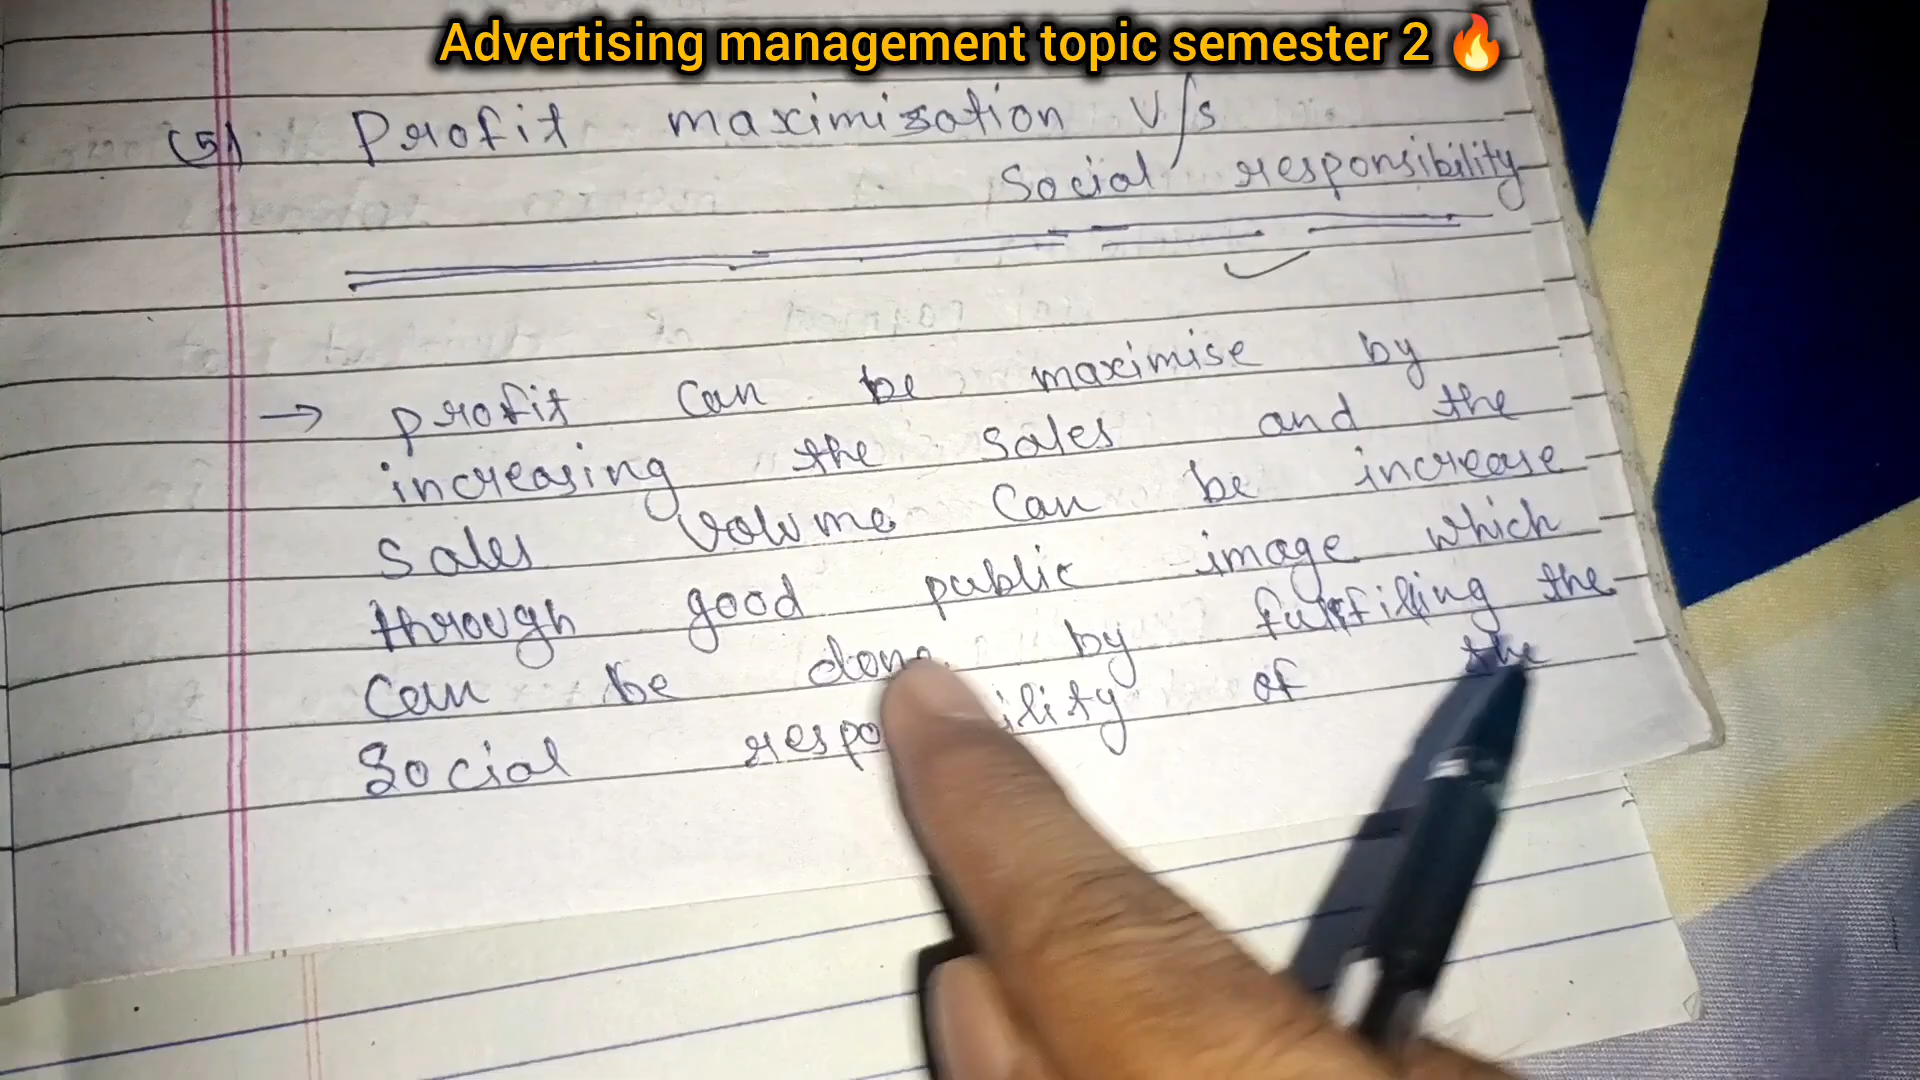 Advertising management topic semester 2 🔥
(5) Profit maximisation V/s
Social responsibility
→ profit can be maximise by
increasing the sales and the
sales volume can be increase
through good public image which
can be done by fulfilling the
Social responsibility of the